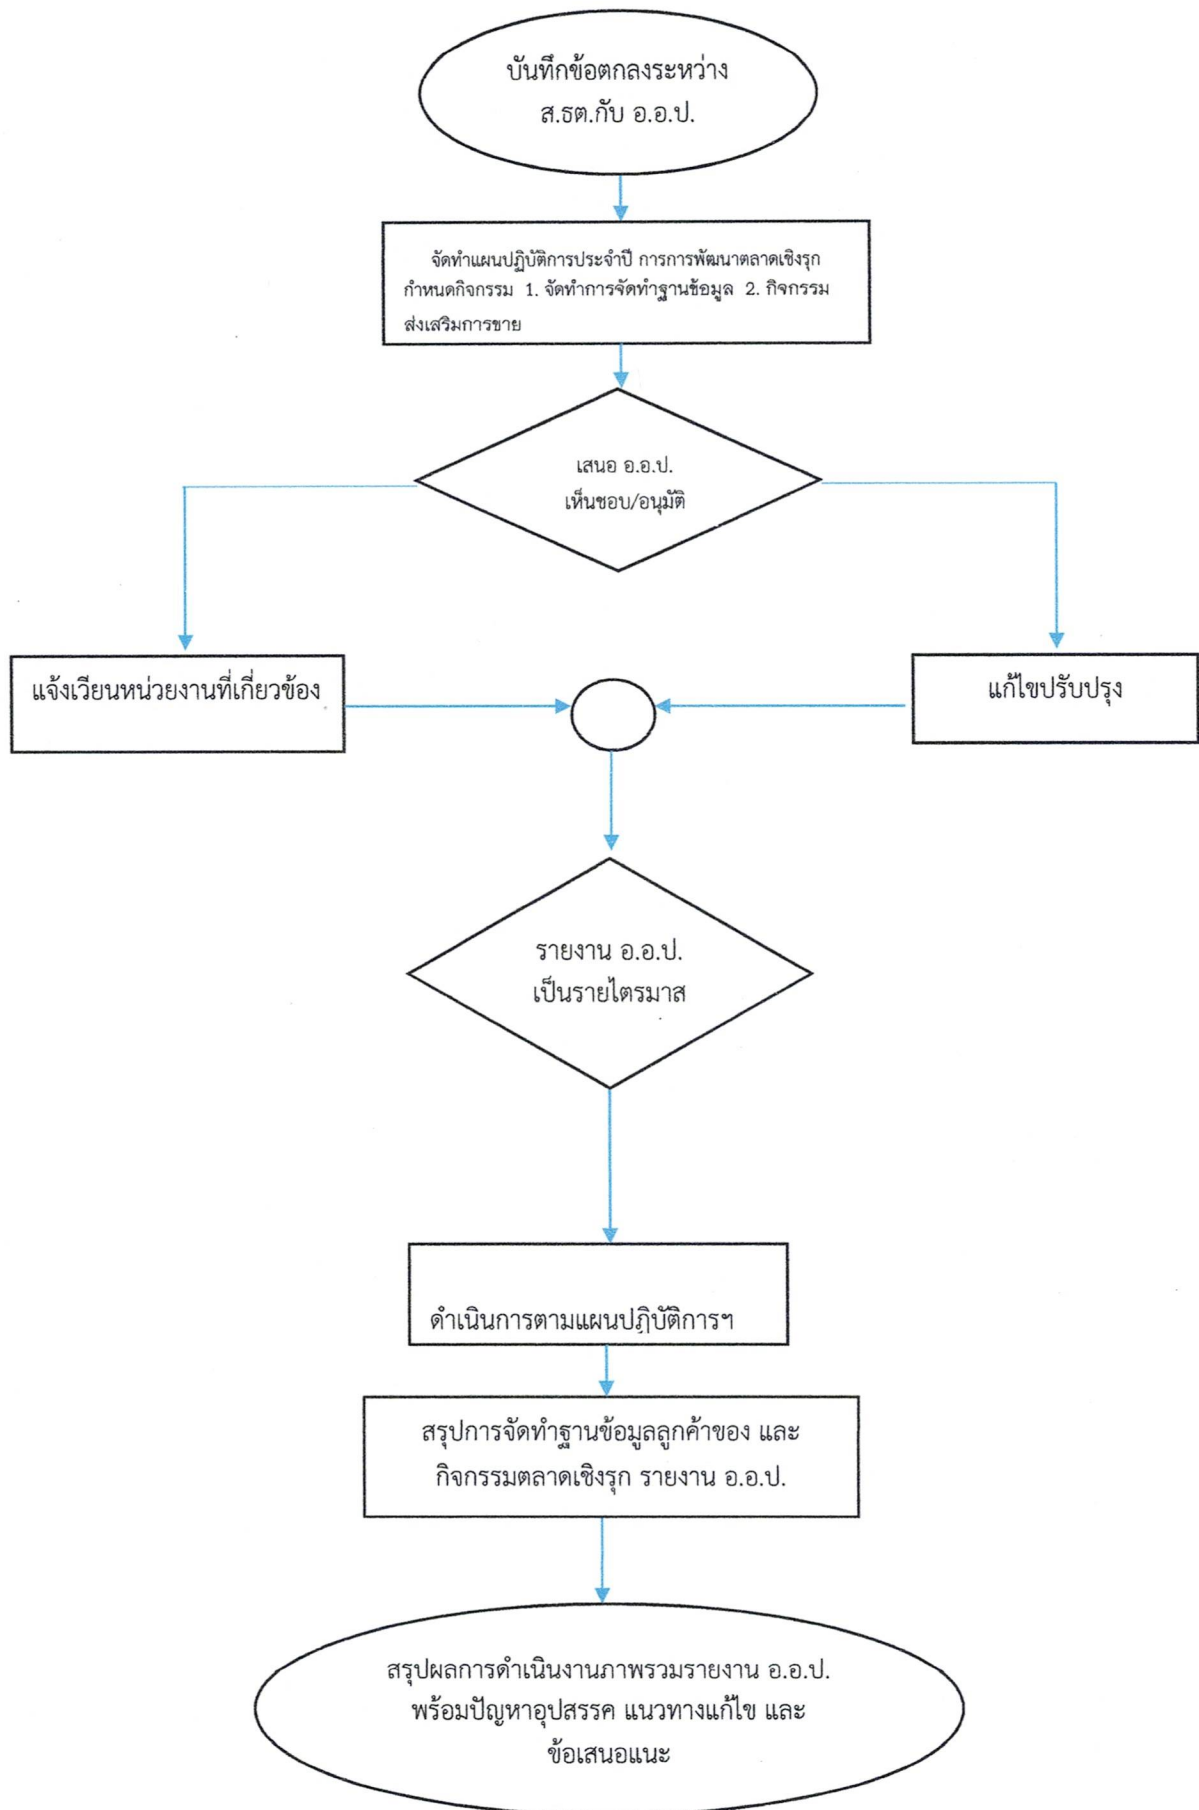 บันทึกข้อตกลงระหว่าง
ส.ธต.กับ อ.อ.ป.
จัดทำแผนปฏิบัติการประจำปี การการพัฒนาตลาดเชิงรุก
กำหนดกิจกรรม 1. จัดทำการจัดทำฐานข้อมูล 2. กิจกรรม
ส่งเสริมการขาย
เสนอ อ.อ.ป.
เห็นชอบ/อนุมัติ
แจ้งเวียนหน่วยงานที่เกี่ยวข้อง
แก้ไขปรับปรุง
รายงาน อ.อ.ป.
เป็นรายไตรมาส
ดำเนินการตามแผนปฏิบัติการฯ
สรุปการจัดทำฐานข้อมูลลูกค้าของ และ
กิจกรรมตลาดเชิงรุก รายงาน อ.อ.ป.
สรุปผลการดำเนินงานภาพรวมรายงาน อ.อ.ป.
พร้อมปัญหาอุปสรรค แนวทางแก้ไข และ
ข้อเสนอแนะ